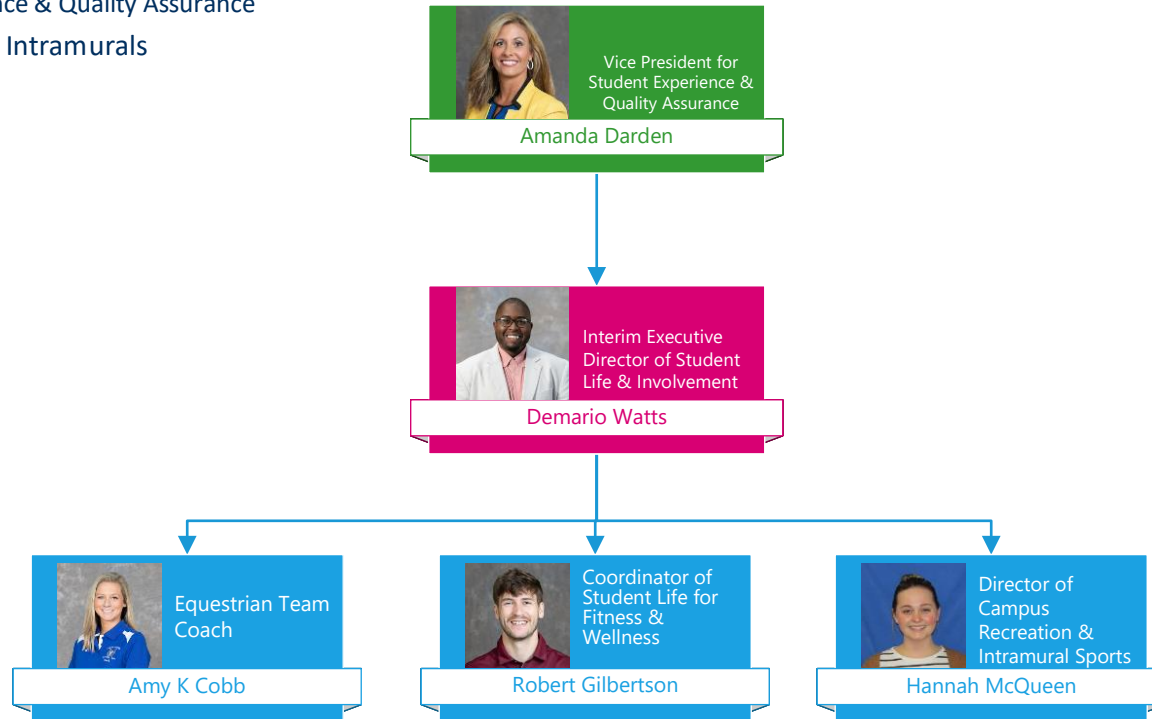 nce & Quality Assurance
Intramurals
Vice President for
Student Experience &
Quality Assurance
Amanda Darden
Interim Executive
Director of Student
Life & Involvement
Demario Watts
Equestrian Team
Coach
Amy K Cobb
Coordinator of
Student Life for
Fitness &
Wellness
Robert Gilbertson
Director of
Campus
Recreation &
Intramural Sports
Hannah McQueen